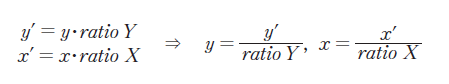 y′ = y·ratio Y
x′ = x·ratio X
⇒ y = y′/ratio Y, x = x′/ratio X